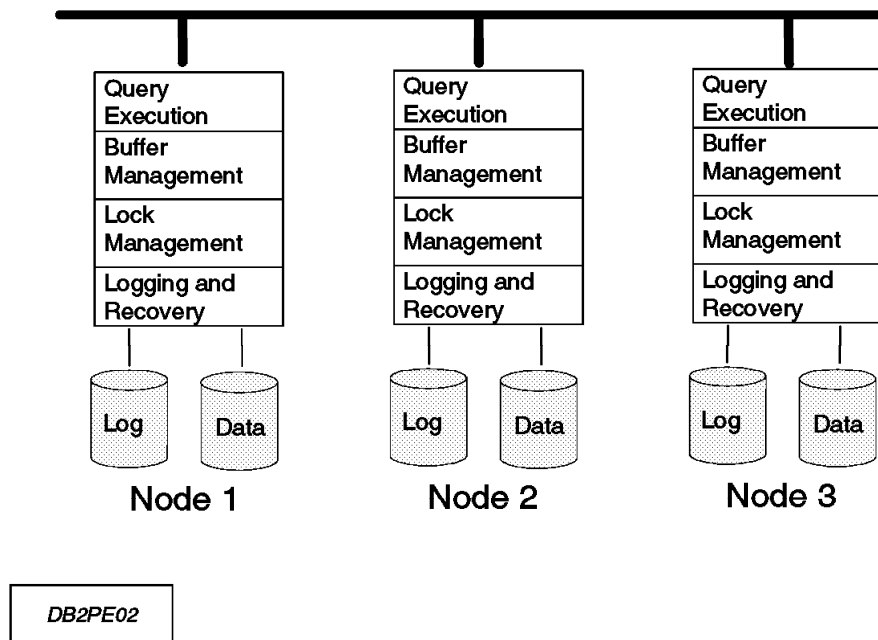 Query
Execution
Buffer
Management
Lock
Management
Logging and
Recovery
Log
Data
Node 1
Query
Execution
Buffer
Management
Lock
Management
Logging and
Recovery
Log
Data
Node 2
Query
Execution
Buffer
Management
Lock
Management
Logging and
Recovery
Log
Data
Node 3
DB2PE02